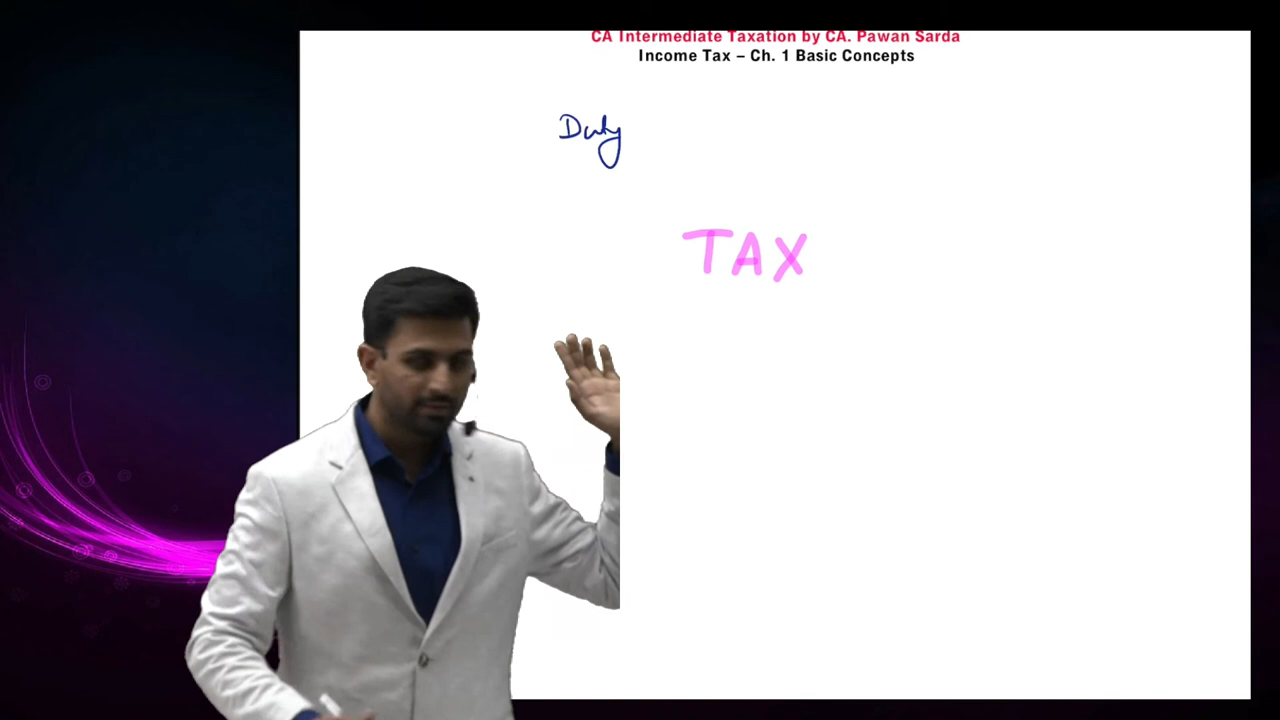 CA Intermediate Taxation by CA. Pawan Sarda
Income Tax – Ch. 1 Basic Concepts
Duty
TAX